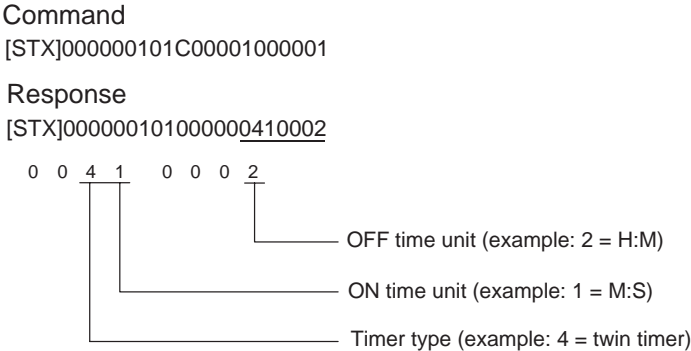 Command
[STX]000000101C00001000001
Response
[STX]000000101000000410002
0 0 4 1 0 0 0 2
OFF time unit (example: 2 = H:M)
ON time unit (example: 1 = M:S)
Timer type (example: 4 = twin timer)